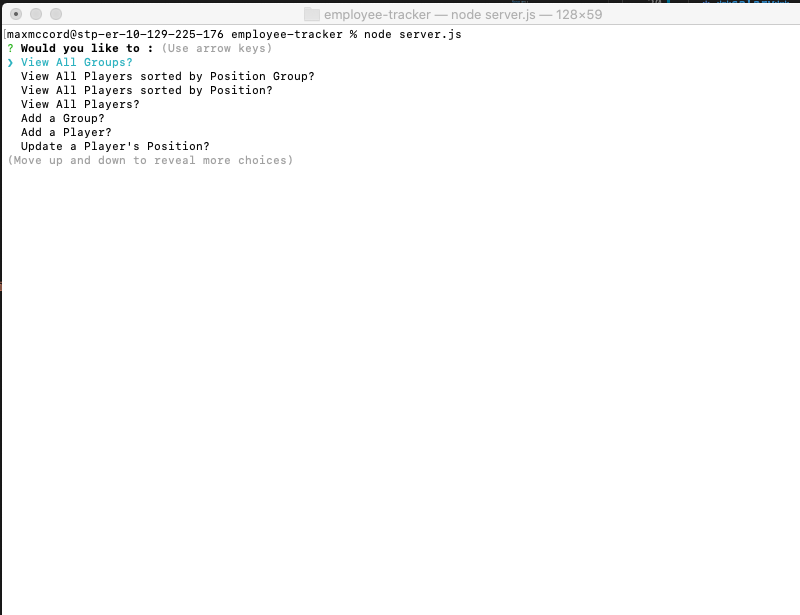 employee-tracker — node server.js — 128×59
[maxmccord@stp-er-10-129-225-176 employee-tracker % node server.js
? Would you like to : (Use arrow keys)
❯ View All Groups?
View All Players sorted by Position Group?
View All Players sorted by Position?
View All Players?
Add a Group?
Add a Player?
Update a Player's Position?
(Move up and down to reveal more choices)